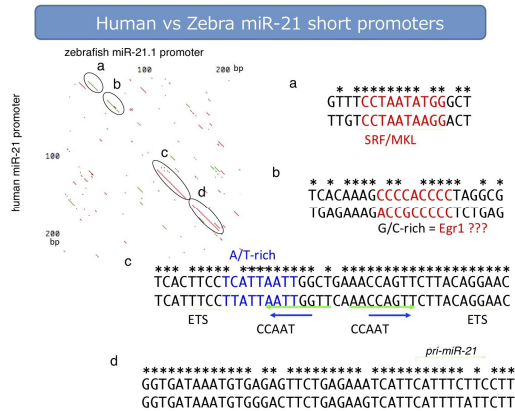 Human vs Zebra miR-21 short promoters
zebrafish miR-21.1 promoter
100
200 bp
a
b
human miR-21 promoter
100
c
d
200
bp
a
* ********* ** **
GTTTCCTAATATGGGCT
TTGTCCTAATAAGGACT
SRF/MKL
b
TCACAAAGCCCCACCCCTAGGCG
TGAGAAAGACCGCCCCCTCTGAG
G/C-rich = Egr1 ???
A/T-rich
c
TCACTTCCTCATTAATTGGCTGAAACCAGTTCTTACAGGAAC
TCATTTCCTTATTAATTGGTTCAAACCAGTTCTTACAGGAAC
ETS
CCAAT
CCAAT
ETS
d
pri-miR-21
GGTGATAAATGTGAGAGTTCTGAGAAATCATTCATTTCTTCCTT
GGTGATAAATGTGGGACTTCTGAGAAGTCATTCATTTTATTCTT